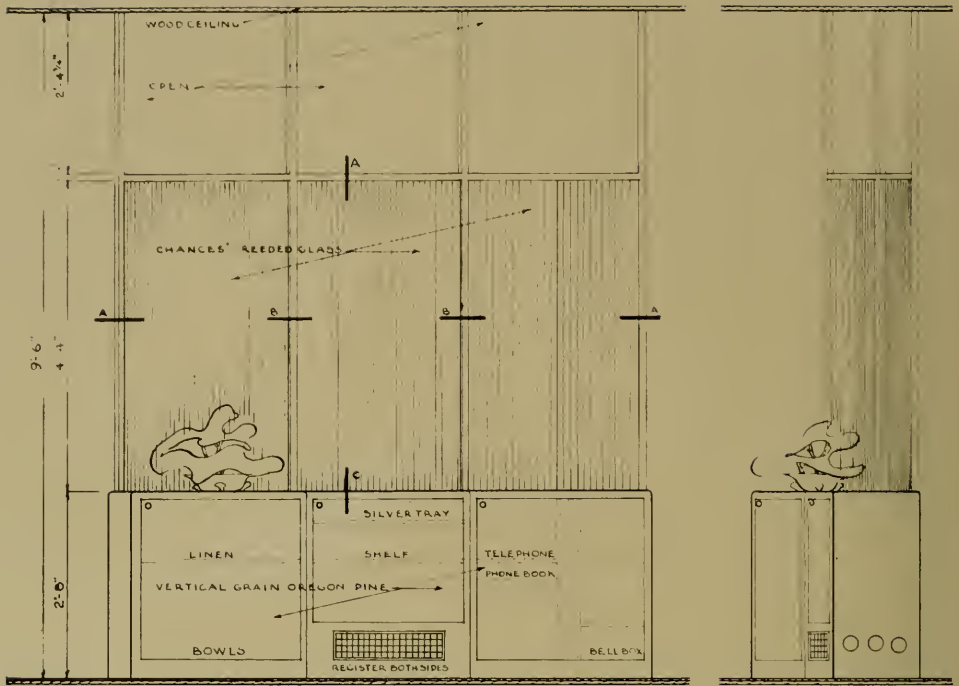 WOOD CEILING
2'-4¼"
OPEN
A
CHANCES' REEDED GLASS
A
B
B
A
9'-6"
4'-4"
C
SILVER TRAY
LINEN
SHELF
TELEPHONE
PHONE BOOK
VERTICAL GRAIN OREGON PINE
2'-8"
BOWLS
BELL BOX
REGISTER BOTH SIDES